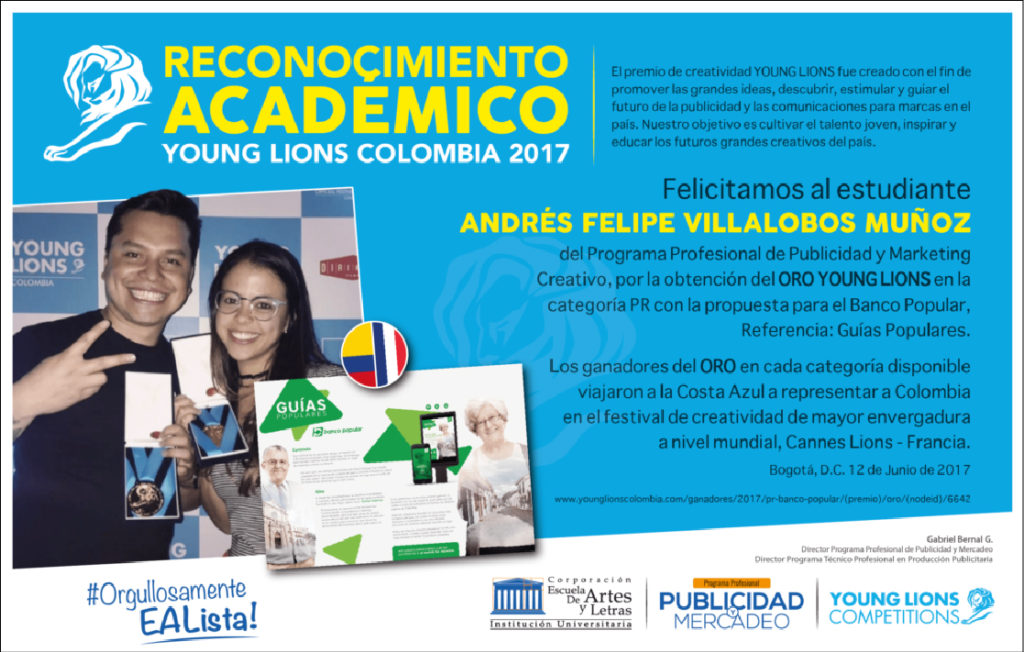 RECONOCIMIENTO
ACADÉMICO
YOUNG LIONS COLOMBIA 2017
El premio de creatividad YOUNG LIONS fue creado con el fin de
promover las grandes ideas, descubrir, estimular y guiar el
futuro de la publicidad y las comunicaciones para marcas en el
país. Nuestro objetivo es cultivar el talento joven, inspirar y
educar los futuros grandes creativos del país.
Felicitamos al estudiante
ANDRÉS FELIPE VILLALOBOS MUÑOZ
del Programa Profesional de Publicidad y Marketing
Creativo, por la obtención del ORO YOUNG LIONS en la
categoría PR con la propuesta para el Banco Popular,
Referencia: Guías Populares.
Los ganadores del ORO en cada categoría disponible
viajaron a la Costa Azul a representar a Colombia
en el festival de creatividad de mayor envergadura
a nivel mundial, Cannes Lions - Francia.
Bogotá, D.C. 12 de Junio de 2017
www.younglionscolombia.com/ganadores/2017/pr-banco-popular/(premio)/oro/(nodeid)/6642
YOUNG
LIONS
COLOMBIA
YOUNG
GUÍAS
POPULARES
banco popular
Gabriel Bernal G.
Director Programa Profesional de Publicidad y Mercadeo
Director Programa Técnico Profesional en Producción Publicitaria
#Orgullosamente
EALista!
Corporación
Escuela
De Artes
y Letras
Institución Universitaria
Programa Profesional
PUBLICIDAD
Y
MERCADEO
YOUNG LIONS
COMPETITIONS